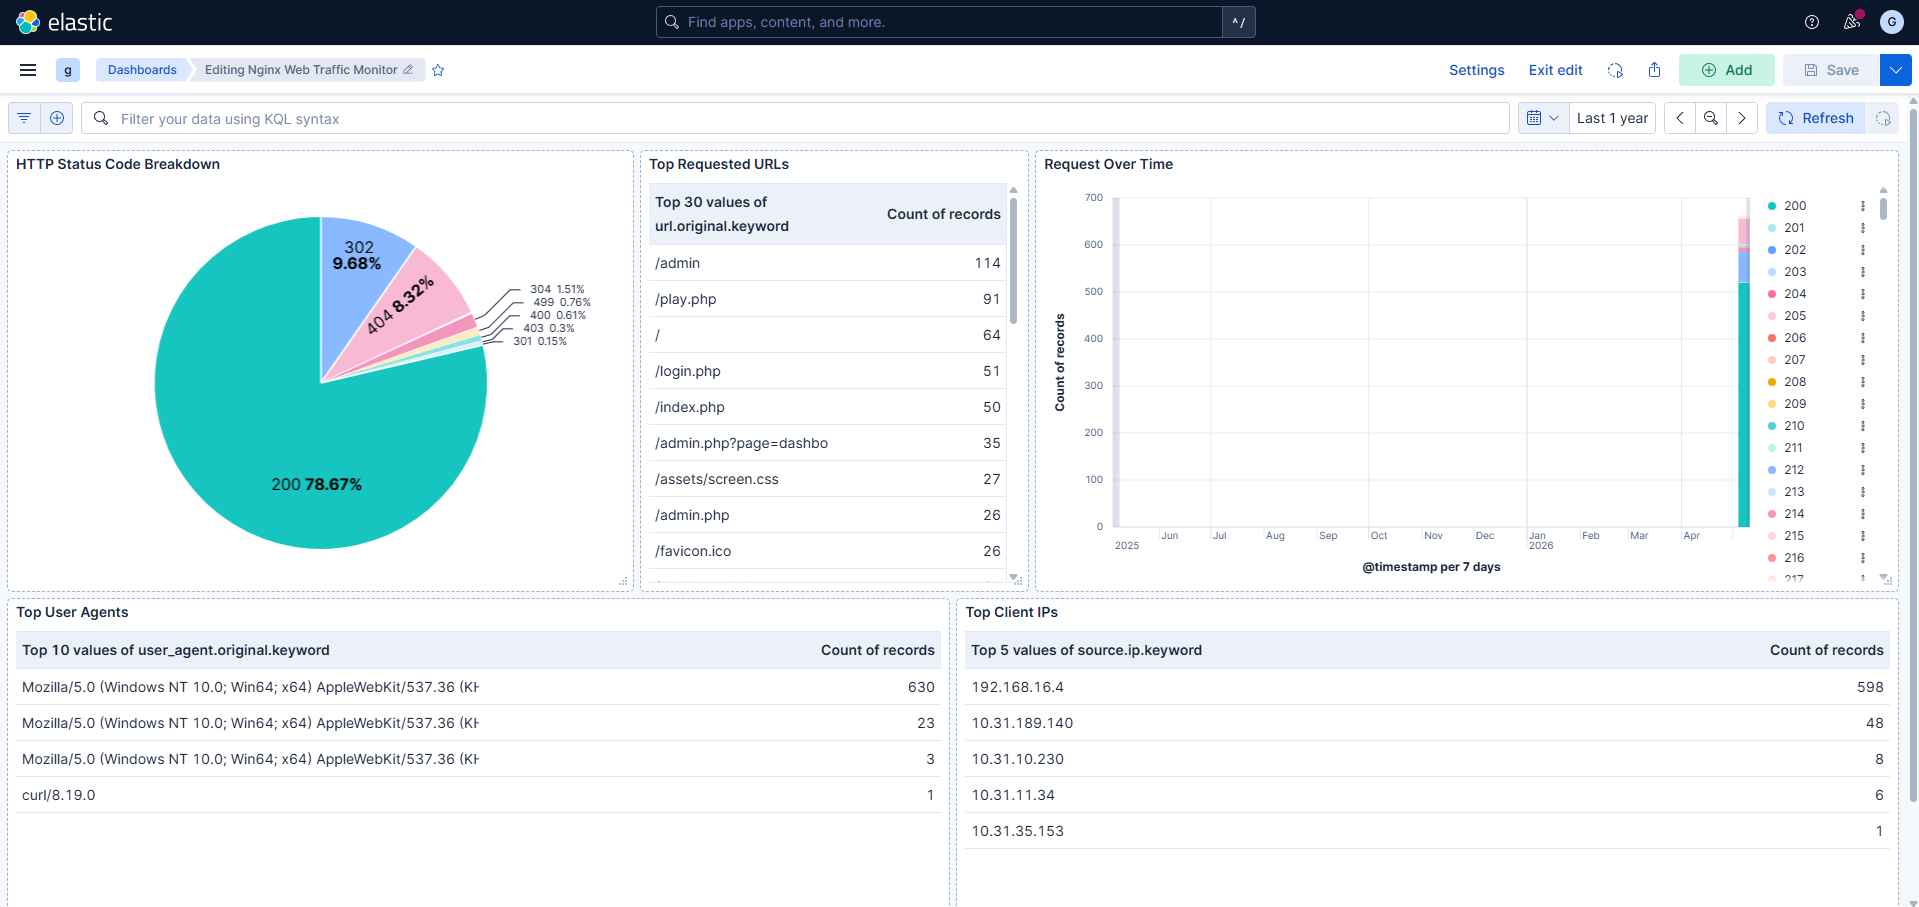 elastic
Find apps, content, and more.
^ /
G
g
Dashboards
Editing Nginx Web Traffic Monitor
Settings
Exit edit
Add
Save
Filter your data using KQL syntax
Last 1 year
Refresh
HTTP Status Code Breakdown
302
9.68%
404 8.32%
304 1.51%
499 0.76%
400 0.61%
403 0.3%
301 0.15%
200 78.67%
Top Requested URLs
Top 30 values of
url.original.keyword
Count of records
/admin 114
/play.php 91
/ 64
/login.php 51
/index.php 50
/admin.php?page=dashbo 35
/assets/screen.css 27
/admin.php 26
/favicon.ico 26
Request Over Time
Count of records
700
600
500
400
300
200
100
0
2025
Jun
Jul
Aug
Sep
Oct
Nov
Dec
Jan
2026
Feb
Mar
Apr
@timestamp per 7 days
200
201
202
203
204
205
206
207
208
209
210
211
212
213
214
215
216
217
Top User Agents
Top 10 values of user_agent.original.keyword Count of records
Mozilla/5.0 (Windows NT 10.0; Win64; x64) AppleWebKit/537.36 (KH 630
Mozilla/5.0 (Windows NT 10.0; Win64; x64) AppleWebKit/537.36 (KH 23
Mozilla/5.0 (Windows NT 10.0; Win64; x64) AppleWebKit/537.36 (KH 3
curl/8.19.0 1
Top Client IPs
Top 5 values of source.ip.keyword Count of records
192.168.16.4 598
10.31.189.140 48
10.31.10.230 8
10.31.11.34 6
10.31.35.153 1